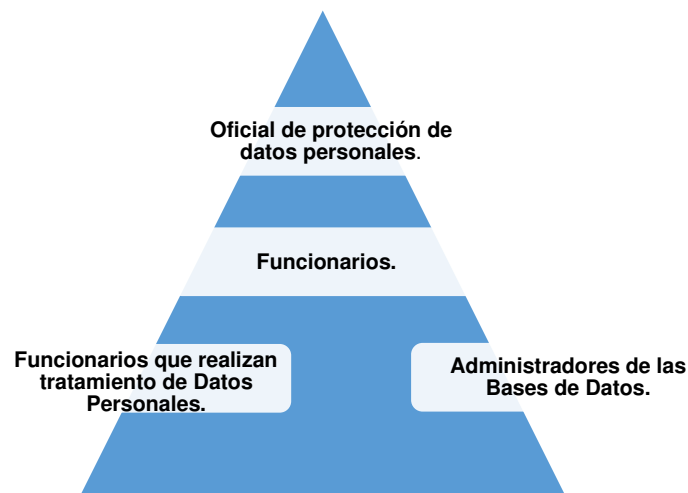 Oficial de protección de
datos personales.
Funcionarios.
Funcionarios que realizan
tratamiento de Datos
Personales.
Administradores de las
Bases de Datos.